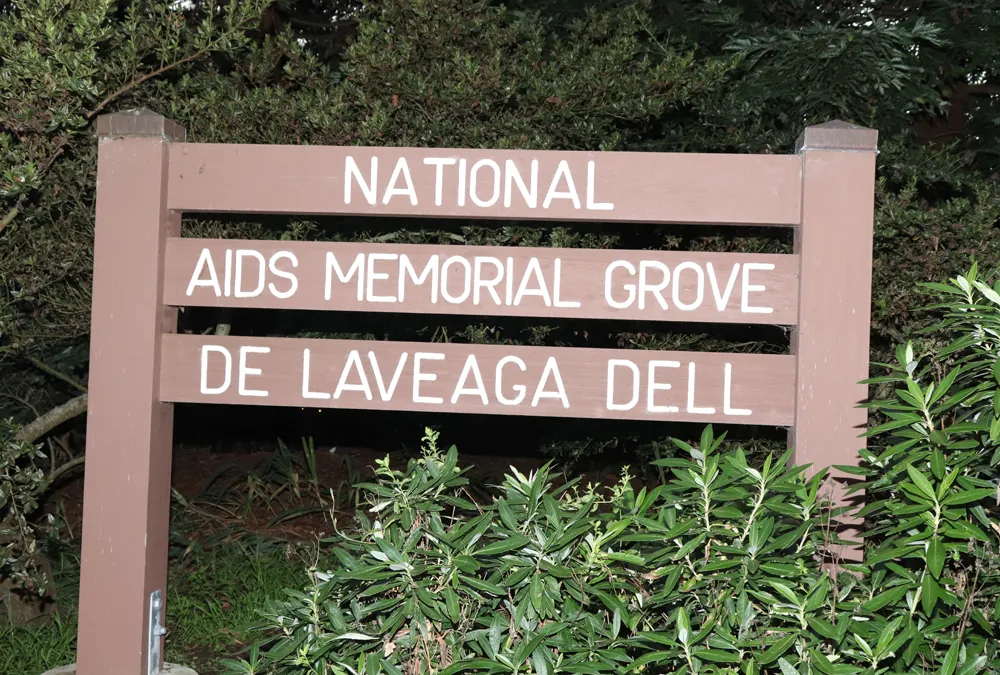 NATIONAL
AIDS MEMORIAL GROVE
DE LAVEAGA DELL